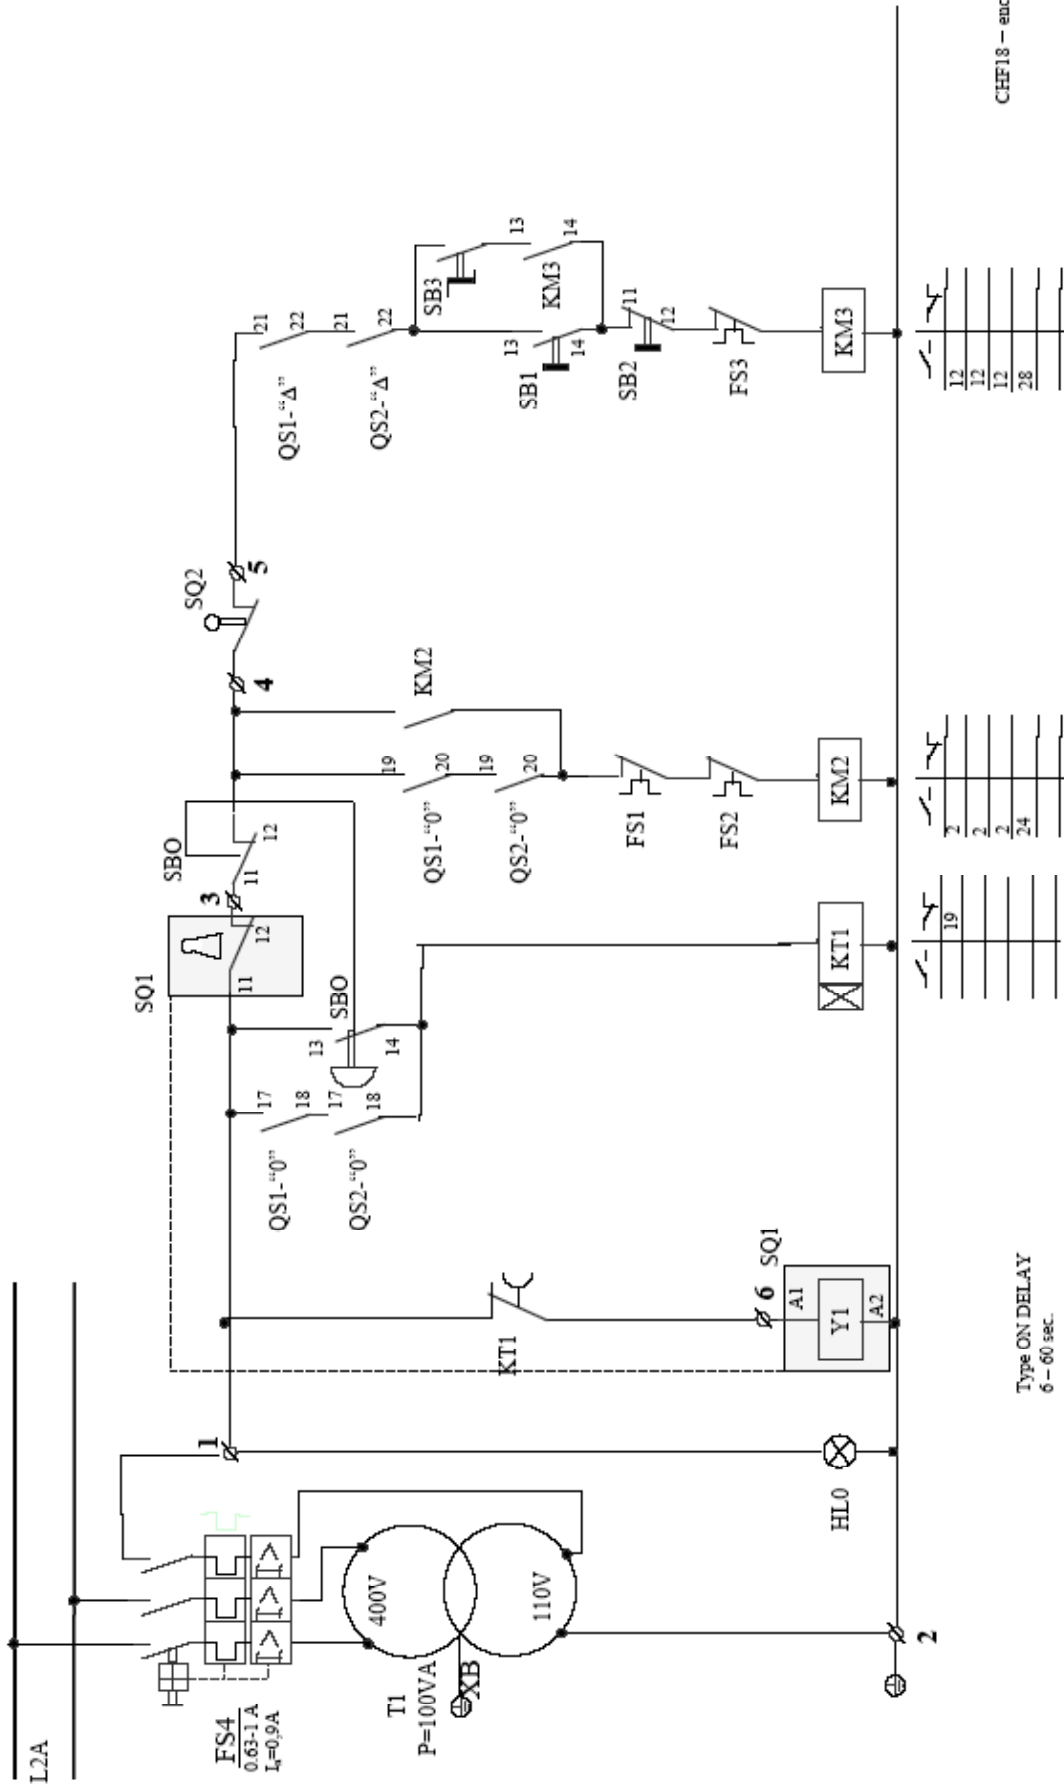 L2A
FS4
0.63-1 A
Iₙ=0,9A
T1
P=100VA
400V
110V
XB
1
2
HL0
KT1
6
SQ1
A1
Y1
A2
QS1-“0”
17
18
QS2-“0”
17
18
SBO
13
14
KT1
SQ1
11
12
3
SBO
11
12
QS1-“0”
19
20
QS2-“0”
19
20
KM2
FS1
FS2
KM2
4
SQ2
5
QS1-“Δ”
21
22
QS2-“Δ”
21
22
SB1
13
14
SB3
KM3
13
14
SB2
11
12
FS3
KM3
19
2
2
2
24
12
12
12
28
Type ON DELAY
6 – 60 sec.